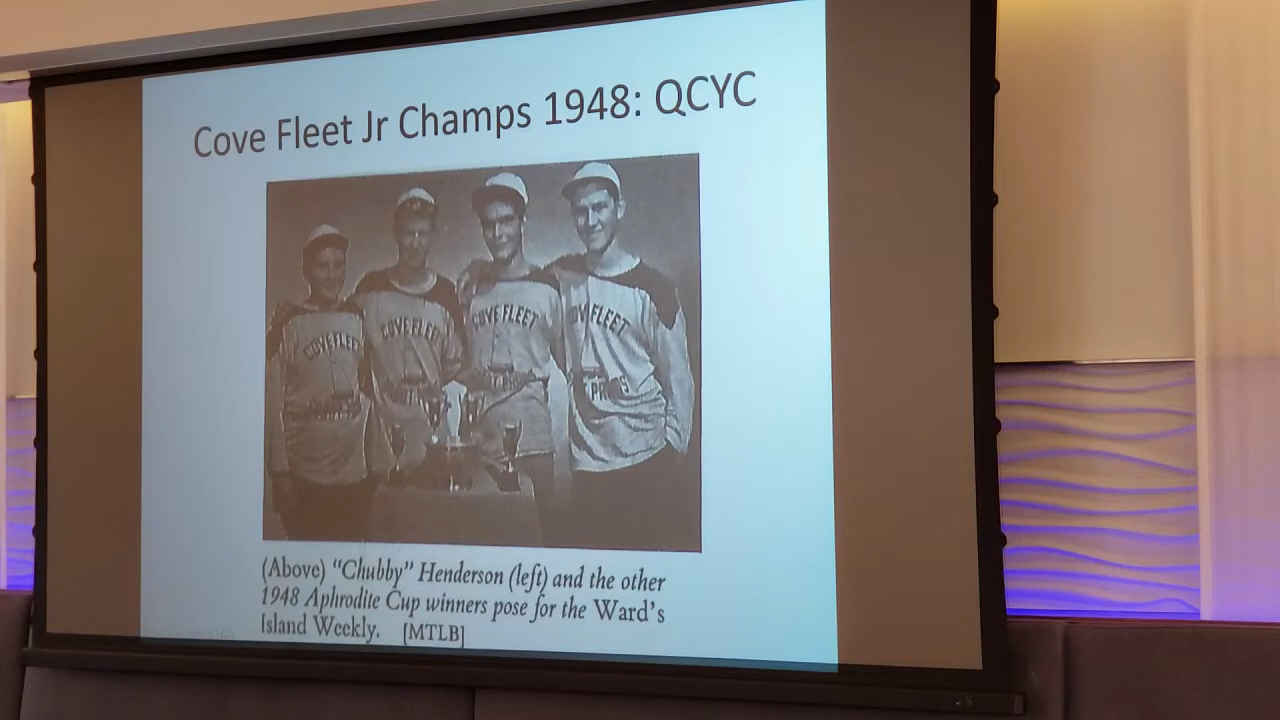 Cove Fleet Jr Champs 1948: QCYC
COVE FLEET
COVE FLEET
COVE FLEET
FLEET
(Above) “Chubby” Henderson (left) and the other
1948 Aphrodite Cup winners pose for the Ward’s
Island Weekly. [MTLB]